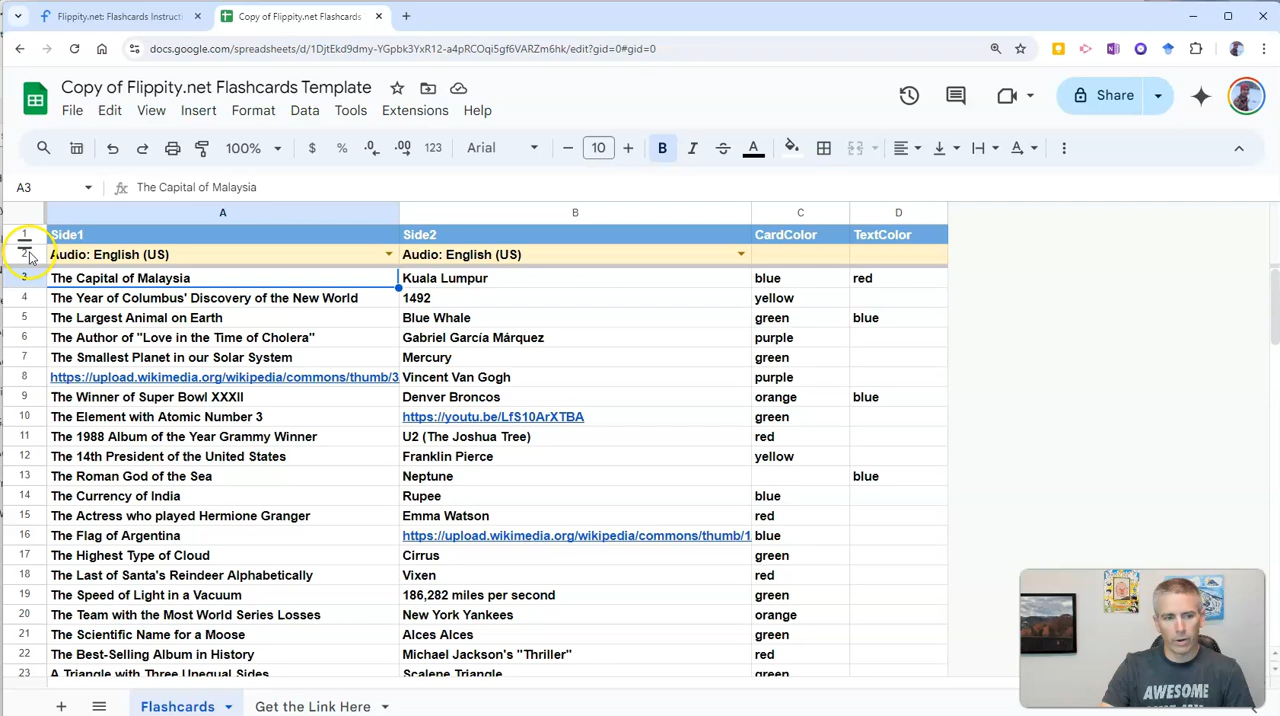 Flippity.net: Flashcards Instruct
Copy of Flippity.net Flashcards
docs.google.com/spreadsheets/d/1DjtEkd9dmy-YGpbk3YxR12-a4pRCOqi5gf6VARZm6hk/edit?gid=0#gid=0
Copy of Flippity.net Flashcards Template
File Edit View Insert Format Data Tools Extensions Help
Share
100% $ % .0 .00 123 Arial 10 B I S A
A3 fx The Capital of Malaysia
A B C D
1 Side1 Side2 CardColor TextColor
2 Audio: English (US) Audio: English (US)
3 The Capital of Malaysia Kuala Lumpur blue red
4 The Year of Columbus' Discovery of the New World 1492 yellow
5 The Largest Animal on Earth Blue Whale green blue
6 The Author of "Love in the Time of Cholera" Gabriel García Márquez purple
7 The Smallest Planet in our Solar System Mercury green
8 https://upload.wikimedia.org/wikipedia/commons/thumb/3 Vincent Van Gogh purple
9 The Winner of Super Bowl XXXII Denver Broncos orange blue
10 The Element with Atomic Number 3 https://youtu.be/LfS10ArXTBA green
11 The 1988 Album of the Year Grammy Winner U2 (The Joshua Tree) red
12 The 14th President of the United States Franklin Pierce yellow
13 The Roman God of the Sea Neptune blue
14 The Currency of India Rupee blue
15 The Actress who played Hermione Granger Emma Watson red
16 The Flag of Argentina https://upload.wikimedia.org/wikipedia/commons/thumb/1 blue
17 The Highest Type of Cloud Cirrus green
18 The Last of Santa's Reindeer Alphabetically Vixen red
19 The Speed of Light in a Vacuum 186,282 miles per second green
20 The Team with the Most World Series Losses New York Yankees orange
21 The Scientific Name for a Moose Alces Alces green
22 The Best-Selling Album in History Michael Jackson's "Thriller" red
23 A Triangle with Three Unequal Sides Scalene Triangle green
AWESOME
Flashcards Get the Link Here